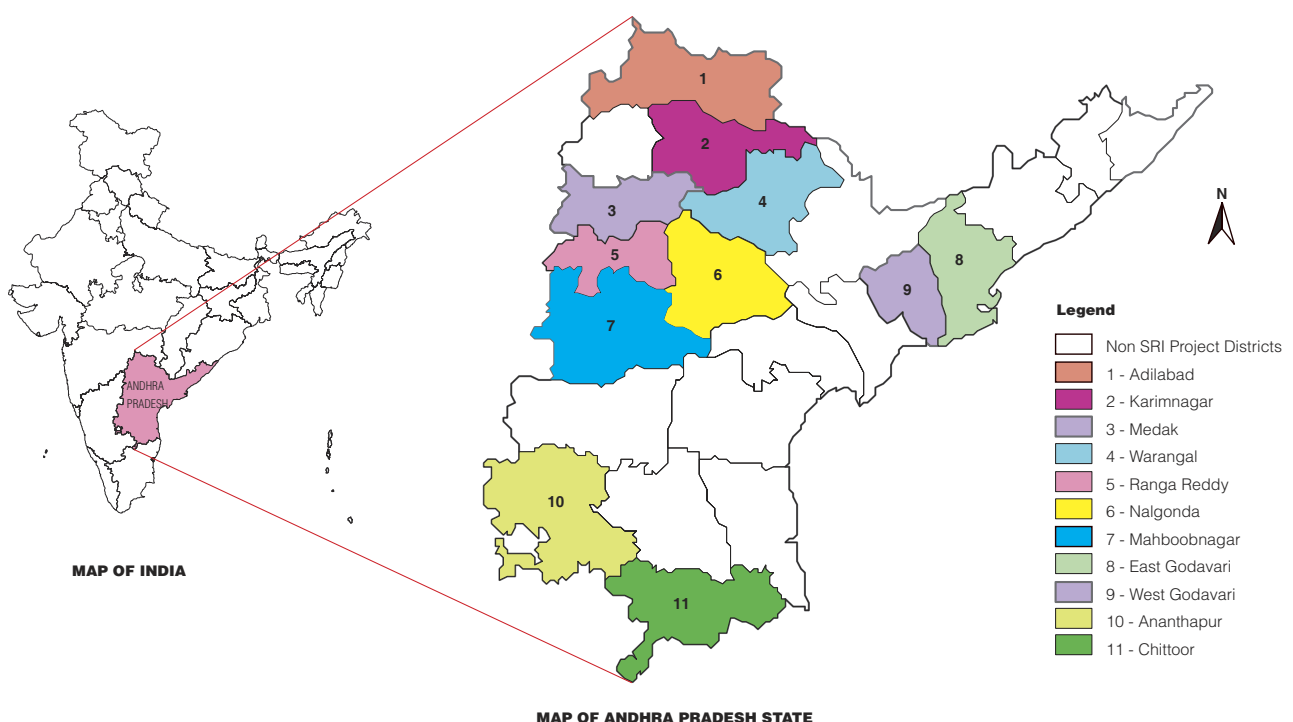 1
2
3
4
5
6
7
8
9
10
11
N
ANDHRA
PRADESH
MAP OF INDIA
MAP OF ANDHRA PRADESH STATE
Legend
Non SRI Project Districts
1 - Adilabad
2 - Karimnagar
3 - Medak
4 - Warangal
5 - Ranga Reddy
6 - Nalgonda
7 - Mahboobnagar
8 - East Godavari
9 - West Godavari
10 - Ananthapur
11 - Chittoor